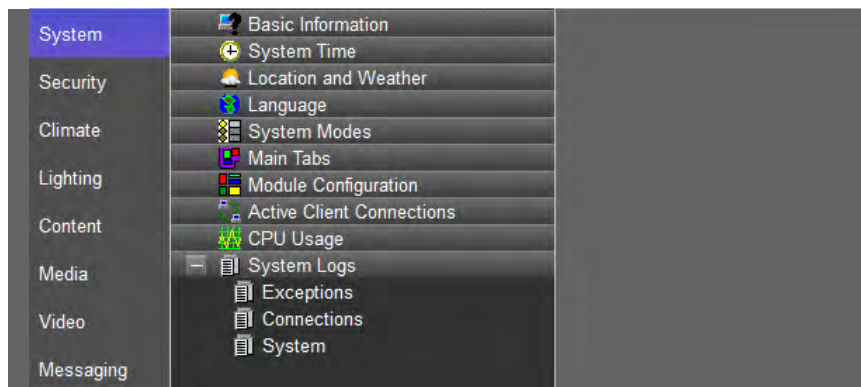 System
Security
Climate
Lighting
Content
Media
Video
Messaging
Basic Information
System Time
Location and Weather
Language
System Modes
Main Tabs
Module Configuration
Active Client Connections
CPU Usage
System Logs
Exceptions
Connections
System